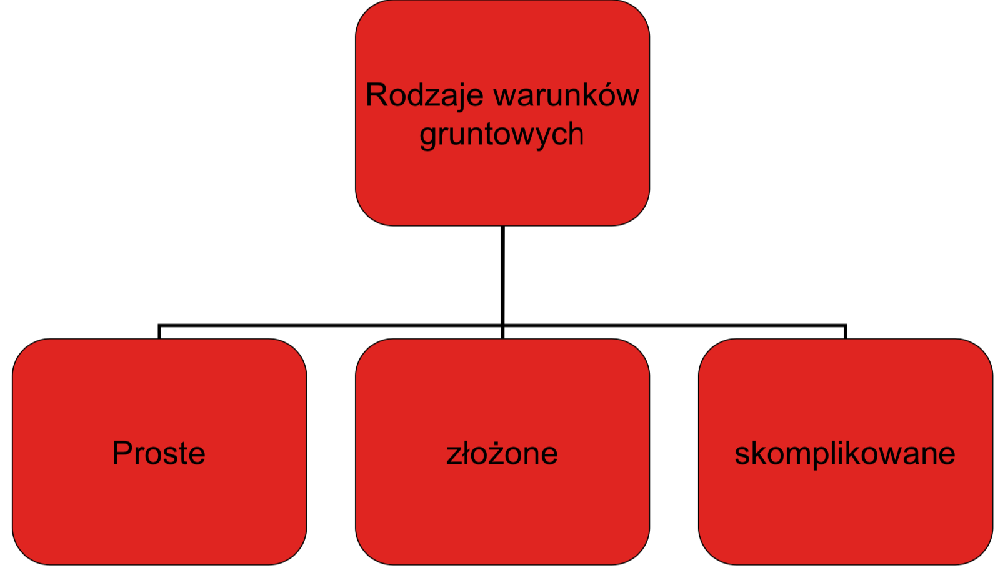 Rodzaje warunków
gruntowych
Proste
złożone
skomplikowane